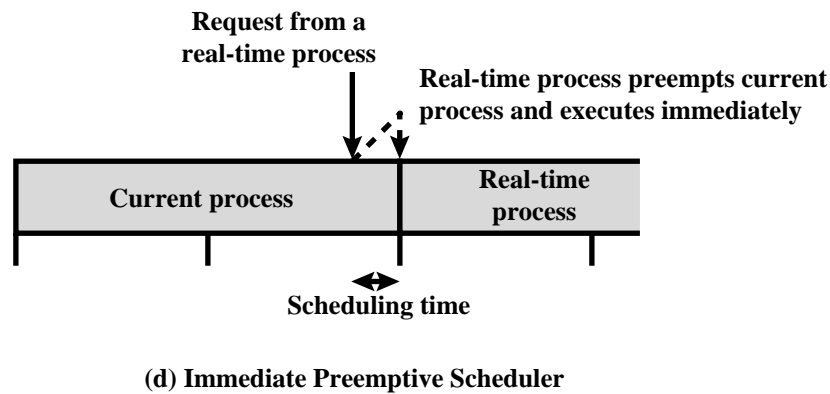 Request from a
real-time process
Real-time process preempts current
process and executes immediately
Current process
Real-time
process
Scheduling time
(d) Immediate Preemptive Scheduler